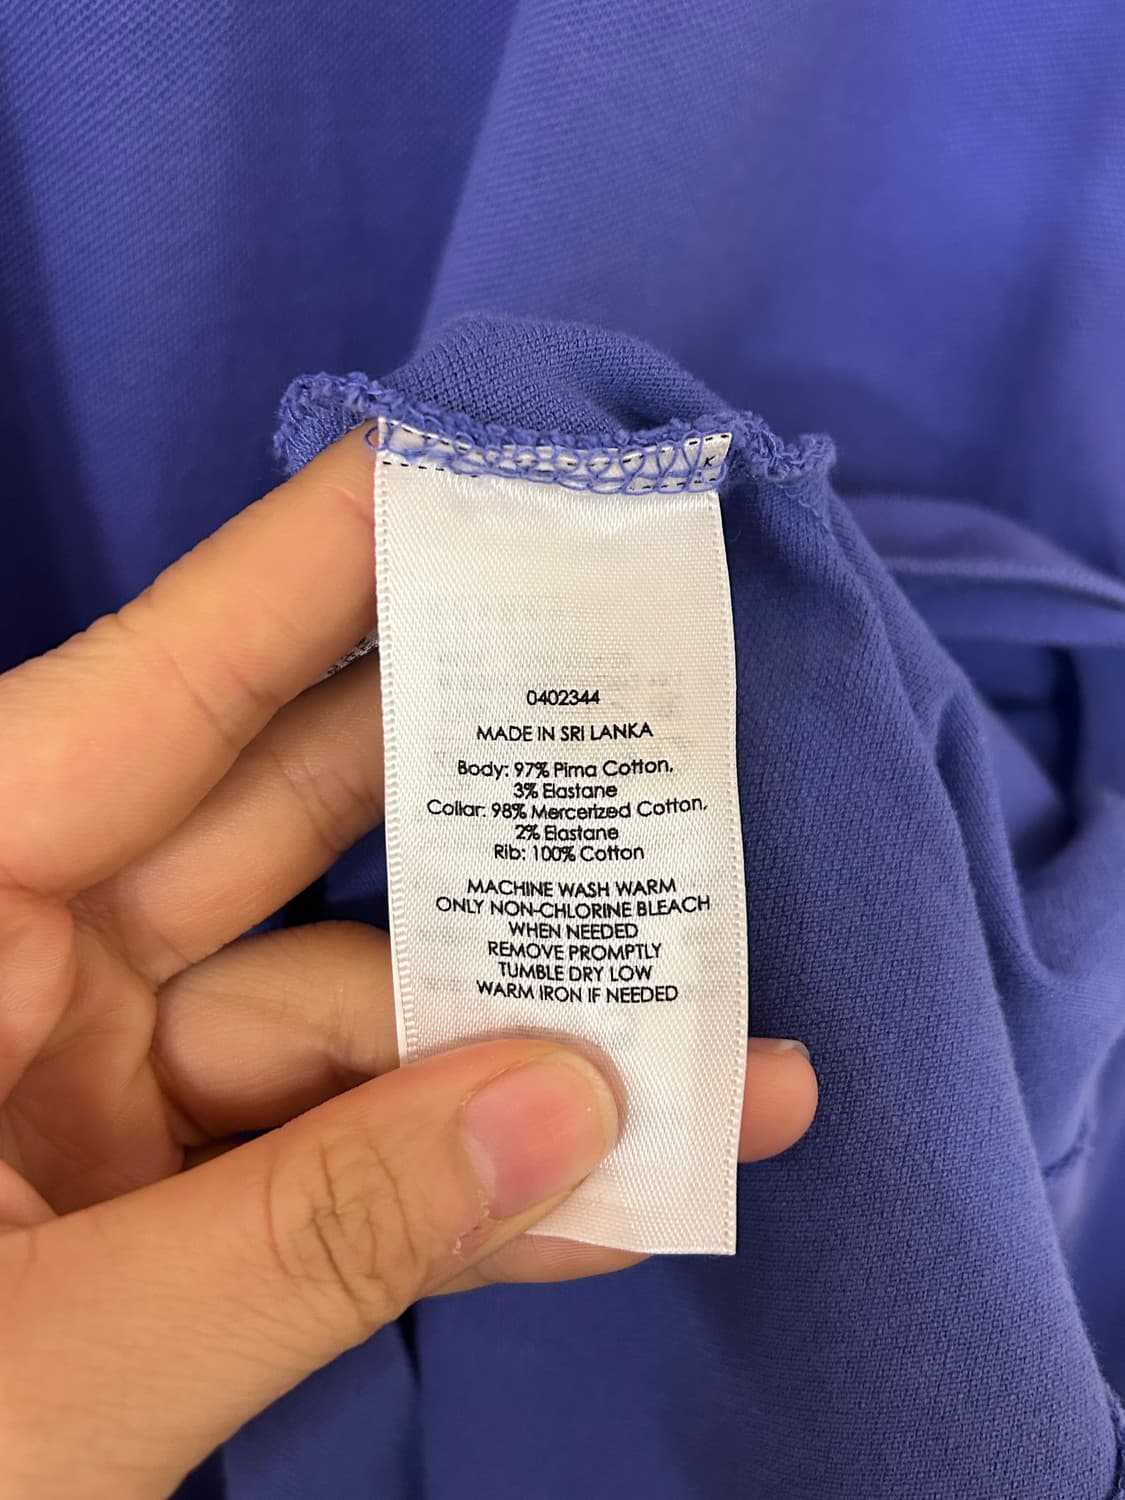 K
0402344
MADE IN SRI LANKA
Body: 97% Pima Cotton,
3% Elastane
Collar: 98% Mercerized Cotton,
2% Elastane
Rib: 100% Cotton
MACHINE WASH WARM
ONLY NON-CHLORINE BLEACH
WHEN NEEDED
REMOVE PROMPTLY
TUMBLE DRY LOW
WARM IRON IF NEEDED